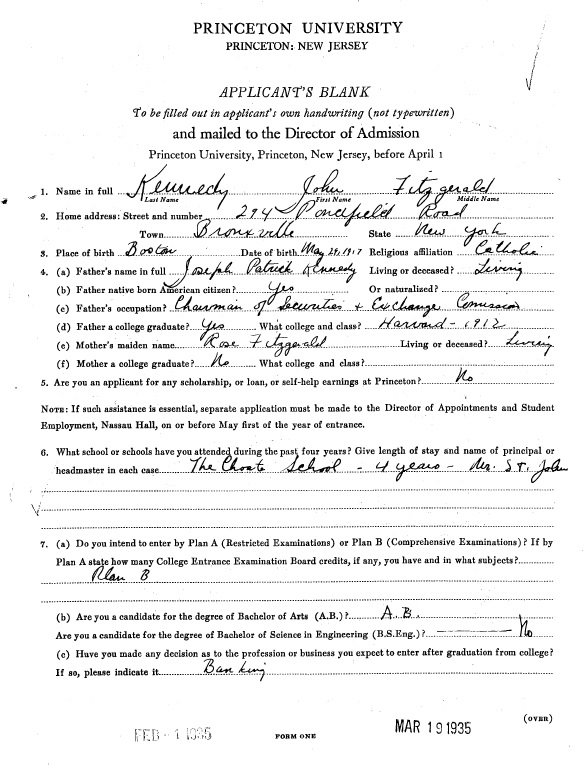 PRINCETON UNIVERSITY
PRINCETON: NEW JERSEY
APPLICANT'S BLANK
To be filled out in applicant's own handwriting (not typewritten)
and mailed to the Director of Admission
Princeton University, Princeton, New Jersey, before April 1
1. Name in full Kennedy John Fitzgerald
Last Name First Name Middle Name
2. Home address: Street and number 294 Pondfield Road
Town Bronxville State New York
3. Place of birth Boston Date of birth May 29, 1917 Religious affiliation Catholic
4. (a) Father's name in full Joseph Patrick Kennedy Living or deceased? Living
(b) Father native born American citizen? Yes Or naturalized?
(c) Father's occupation? Chairman of Securities & Exchange Comission
(d) Father a college graduate? Yes What college and class? Harvard - 1912
(e) Mother's maiden name Rose Fitzgerald Living or deceased? Living
(f) Mother a college graduate? No What college and class?
5. Are you an applicant for any scholarship, or loan, or self-help earnings at Princeton? No
NOTE: If such assistance is essential, separate application must be made to the Director of Appointments and Student
Employment, Nassau Hall, on or before May first of the year of entrance.
6. What school or schools have you attended during the past four years? Give length of stay and name of principal or
headmaster in each case The Choate School - 4 years - Mr. St. John
7. (a) Do you intend to enter by Plan A (Restricted Examinations) or Plan B (Comprehensive Examinations)? If by
Plan A state how many College Entrance Examination Board credits, if any, you have and in what subjects?
Plan B
(b) Are you a candidate for the degree of Bachelor of Arts (A.B.)? A.B.
Are you a candidate for the degree of Bachelor of Science in Engineering (B.S.Eng.)? No
(c) Have you made any decision as to the profession or business you expect to enter after graduation from college?
If so, please indicate it Banking
(OVER)
FEB - 1 1935 FORM ONE MAR 19 1935